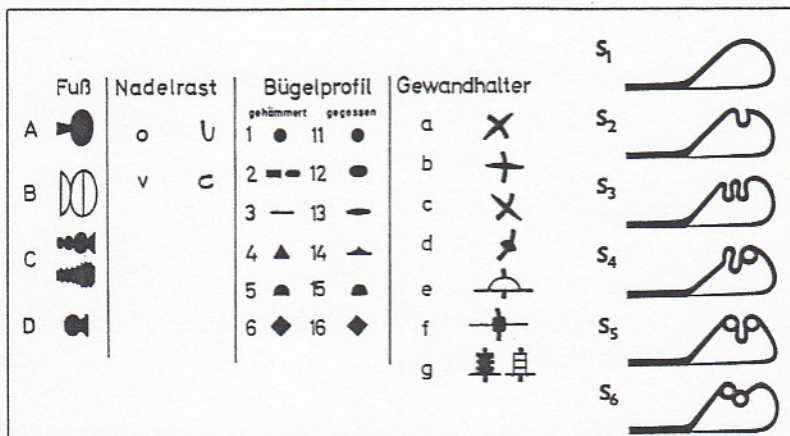 Fuß Nadelrast Bügelprofil Gewandhalter
gehämmert gegossen
A o U 1 11 a
2 12 b
B v c 3 13 c
C 4 14 d
5 15 e
D 6 16 f
g
S1
S2
S3
S4
S5
S6